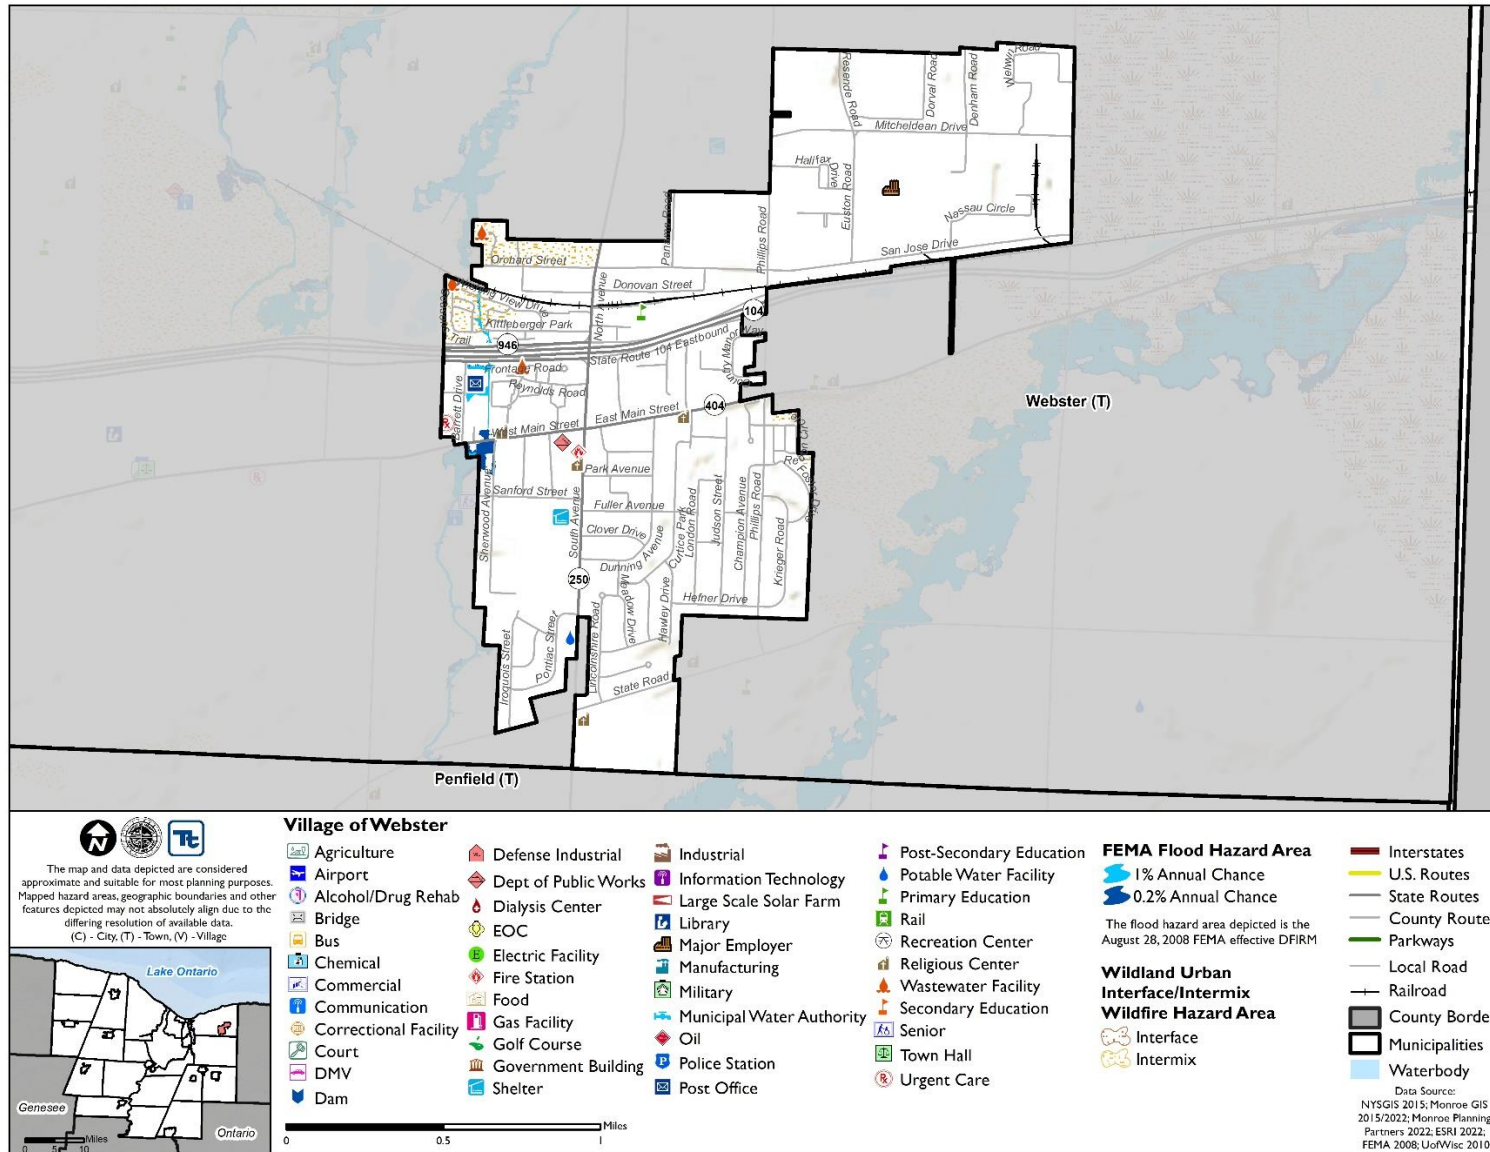 Resende Road
Dorval Road
Denham Road
Welwyn Road
Mitcheldean Drive
Halifax
Drive
Euston Road
Nassau Circle
San Jose Drive
Phillips Road
Orchard Street
Donovan Street
North Avenue
View Drive
Kittleberger Park
Trail
946
104
State Route 104 Eastbound
Way
Frontage Road
Reynolds Road
Barrett Drive
404
East Main Street
West Main Street
Webster (T)
Park Avenue
Sanford Street
Fuller Avenue
Clover Drive
Dunning Avenue
Sherwood Avenue
South Avenue
Curtice Park
London Road
Judson Street
Champion Avenue
Phillips Road
Krieger Road
250
Meadow Drive
Hawley Drive
Hefner Drive
Lincolnshire Road
Iroquois Street
Pontiac Street
State Road
Penfield (T)
N
Tt
The map and data depicted are considered
approximate and suitable for most planning purposes.
Mapped hazard areas, geographic boundaries and other
features depicted may not absolutely align due to the
differing resolution of available data.
(C) - City, (T) - Town, (V) - Village
Lake Ontario
Genesee
Ontario
Miles
0 5 10
Village of Webster
Agriculture
Airport
Alcohol/Drug Rehab
Bridge
Bus
Chemical
Commercial
Communication
Correctional Facility
Court
DMV
Dam
Defense Industrial
Dept of Public Works
Dialysis Center
EOC
Electric Facility
Fire Station
Food
Gas Facility
Golf Course
Government Building
Shelter
Industrial
Information Technology
Large Scale Solar Farm
Library
Major Employer
Manufacturing
Military
Municipal Water Authority
Oil
Police Station
Post Office
Post-Secondary Education
Potable Water Facility
Primary Education
Rail
Recreation Center
Religious Center
Wastewater Facility
Secondary Education
Senior
Town Hall
Urgent Care
Miles
0 0.5 1
FEMA Flood Hazard Area
1% Annual Chance
0.2% Annual Chance
The flood hazard area depicted is the
August 28, 2008 FEMA effective DFIRM
Wildland Urban
Interface/Intermix
Wildfire Hazard Area
Interface
Intermix
Interstates
U.S. Routes
State Routes
County Route
Parkways
Local Road
Railroad
County Borde
Municipalities
Waterbody
Data Source:
NYSGIS 2015; Monroe GIS
2015/2022; Monroe Planning
Partners 2022; ESRI 2022;
FEMA 2008; UofWisc 2010